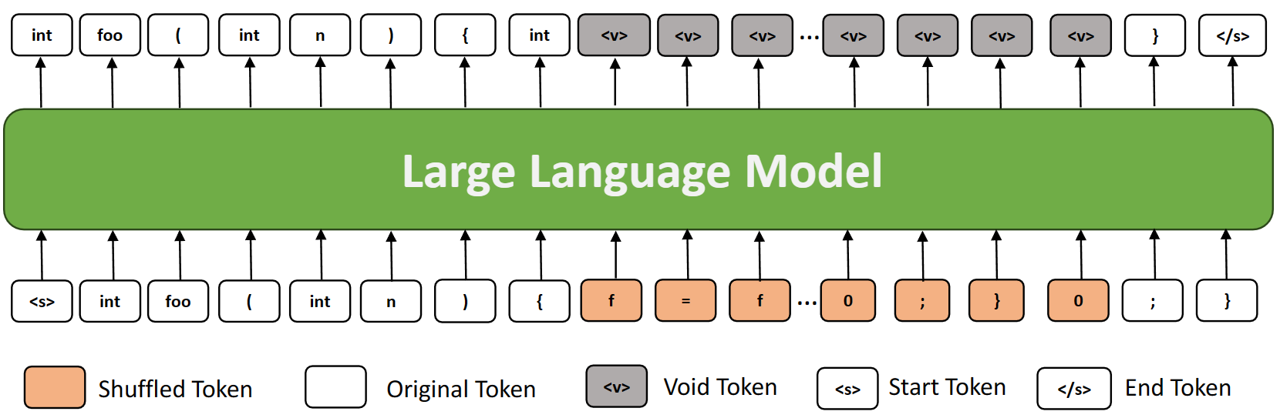 int foo ( int n ) { int <v> <v> <v> ... <v> <v> <v> <v> } </s>
Large Language Model
<s> int foo ( int n ) { f = f ... 0 ; } 0 ; }
Shuffled Token Original Token <v> Void Token <s> Start Token </s> End Token